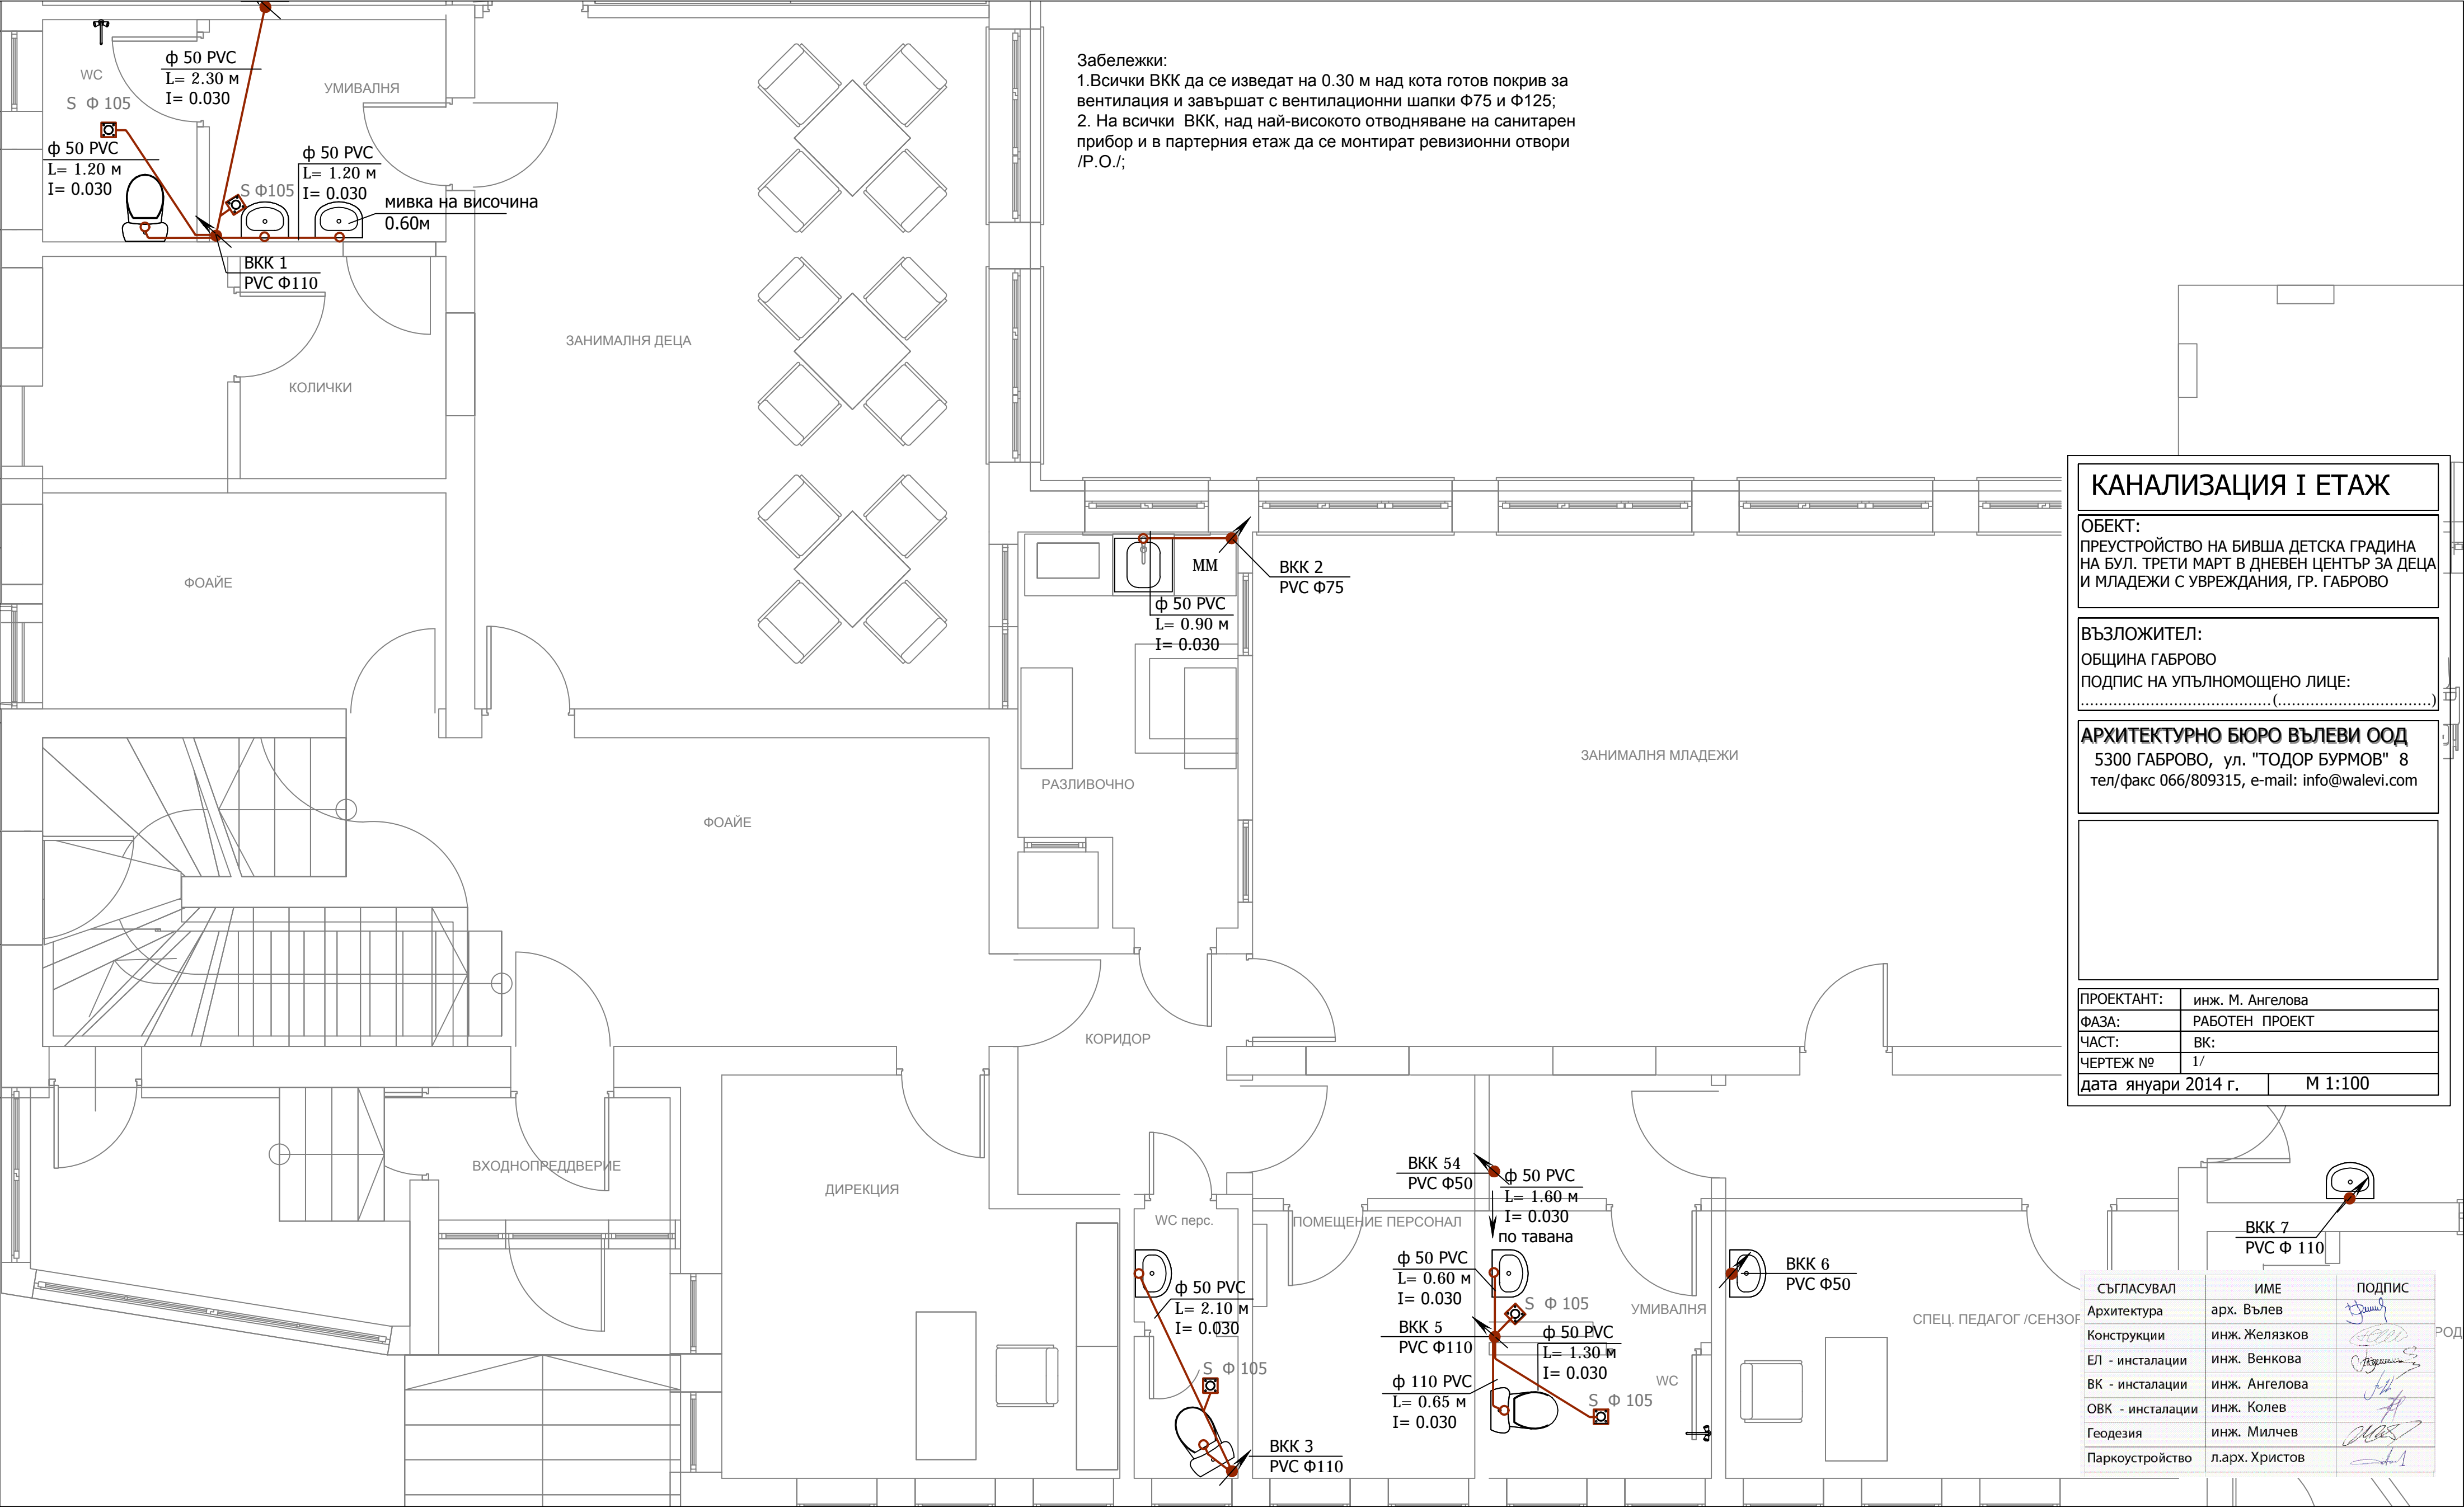 Забележки:
1.Всички ВКК да се изведат на 0.30 м над кота готов покрив за
вентилация и завършат с вентилационни шапки Ф75 и Ф125;
2. На всички ВКК, над най-високото отводняване на санитарен
прибор и в партерния етаж да се монтират ревизионни отвори
/Р.О./;
WC
S Ф 105
ф 50 PVC
L= 2.30 м
I= 0.030
УМИВАЛНЯ
ф 50 PVC
L= 1.20 м
I= 0.030
ф 50 PVC
L= 1.20 м
I= 0.030
S Ф105
мивка на височина
0.60м
ВКК 1
PVC Ф110
ЗАНИМАЛНЯ ДЕЦА
КОЛИЧКИ
ФОАЙЕ
ММ
ВКК 2
PVC Ф75
ф 50 PVC
L= 0.90 м
I= 0.030
РАЗЛИВОЧНО
ЗАНИМАЛНЯ МЛАДЕЖИ
ФОАЙЕ
КОРИДОР
ВХОДНОПРЕДДВЕРИЕ
ДИРЕКЦИЯ
WC перс.
ф 50 PVC
L= 2.10 м
I= 0.030
S Ф 105
ВКК 3
PVC Ф110
ПОМЕЩЕНИЕ ПЕРСОНАЛ
ВКК 54
PVC Ф50
ф 50 PVC
L= 1.60 м
I= 0.030
по тавана
ф 50 PVC
L= 0.60 м
I= 0.030
S Ф 105
ВКК 5
PVC Ф110
ф 50 PVC
L= 1.30 м
I= 0.030
ф 110 PVC
L= 0.65 м
I= 0.030
S Ф 105
УМИВАЛНЯ
WC
ВКК 6
PVC Ф50
СПЕЦ. ПЕДАГОГ /СЕНЗОР
ВКК 7
PVC Ф 110
РОД
КАНАЛИЗАЦИЯ I ЕТАЖ
ОБЕКТ:
ПРЕУСТРОЙСТВО НА БИВША ДЕТСКА ГРАДИНА
НА БУЛ. ТРЕТИ МАРТ В ДНЕВЕН ЦЕНТЪР ЗА ДЕЦА
И МЛАДЕЖИ С УВРЕЖДАНИЯ, ГР. ГАБРОВО
ВЪЗЛОЖИТЕЛ:
ОБЩИНА ГАБРОВО
ПОДПИС НА УПЪЛНОМОЩЕНО ЛИЦЕ:
.........................................(.................................)
АРХИТЕКТУРНО БЮРО ВЪЛЕВИ ООД
5300 ГАБРОВО, ул. "ТОДОР БУРМОВ" 8
тел/факс 066/809315, e-mail: info@walevi.com
ПРОЕКТАНТ: инж. М. Ангелова
ФАЗА: РАБОТЕН ПРОЕКТ
ЧАСТ: ВК:
ЧЕРТЕЖ № 1/
дата януари 2014 г. М 1:100
СЪГЛАСУВАЛ ИМЕ ПОДПИС
Архитектура арх. Вълев
Конструкции инж. Желязков
ЕЛ - инсталации инж. Венкова
ВК - инсталации инж. Ангелова
ОВК - инсталации инж. Колев
Геодезия инж. Милчев
Паркоустройство л.арх. Христов